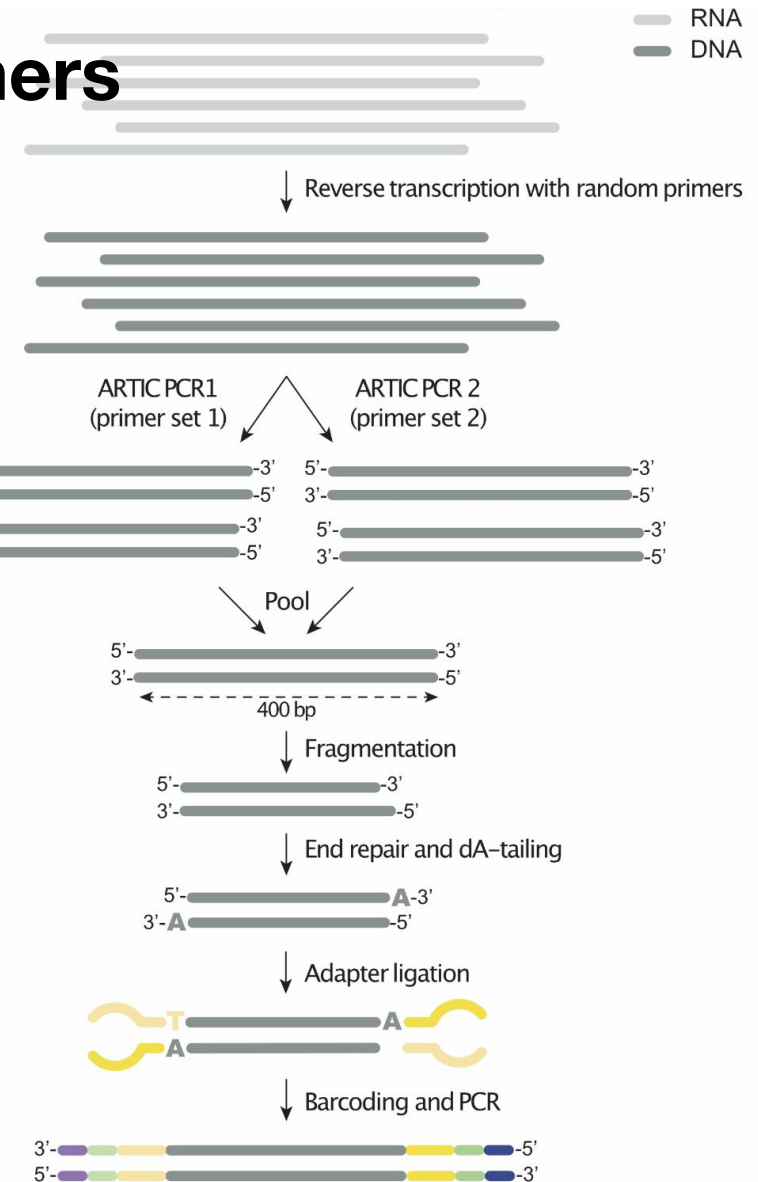 RNA
DNA
ners
Reverse transcription with random primers
ARTIC PCR1
(primer set 1)
ARTIC PCR 2
(primer set 2)
-3’ 5’- -3’
-5’ 3’- -5’
-3’ 5’- -3’
-5’ 3’- -5’
Pool
5’- -3’
3’- -5’
400 bp
Fragmentation
5’- -3’
3’- -5’
End repair and dA-tailing
5’- A-3’
3’-A -5’
Adapter ligation
T A
A
Barcoding and PCR
3’- -5’
5’- -3’